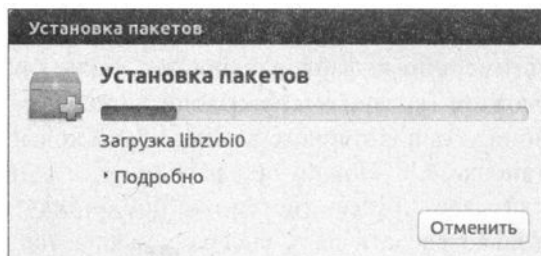 Установка пакетов
Установка пакетов
Загрузка libzvbi0
Подробно
Отменить